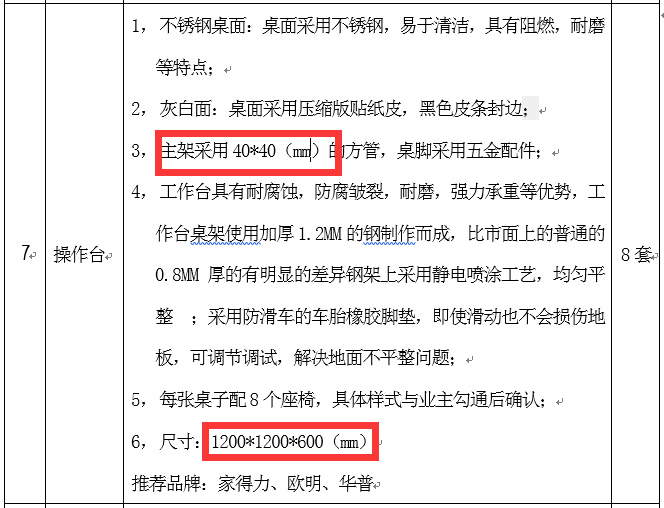 1，不锈钢桌面：桌面采用不锈钢，易于清洁，具有阻燃，耐磨
等特点；
2，灰白面：桌面采用压缩版贴纸皮，黑色皮条封边；
3，主架采用 40*40（mm）的方管，桌脚采用五金配件；
4，工作台具有耐腐蚀，防腐皱裂，耐磨，强力承重等优势，工
作台桌架使用加厚 1.2MM 的钢制作而成，比市面上的普通的
7 操作台 8 套
0.8MM 厚的有明显的差异钢架上采用静电喷涂工艺，均匀平
整 ；采用防滑车的车胎橡胶脚垫，即使滑动也不会损伤地
板，可调节调试，解决地面不平整问题；
5，每张桌子配 8 个座椅，具体样式与业主勾通后确认；
6，尺寸：1200*1200*600（mm）
推荐品牌：家得力、欧明、华普